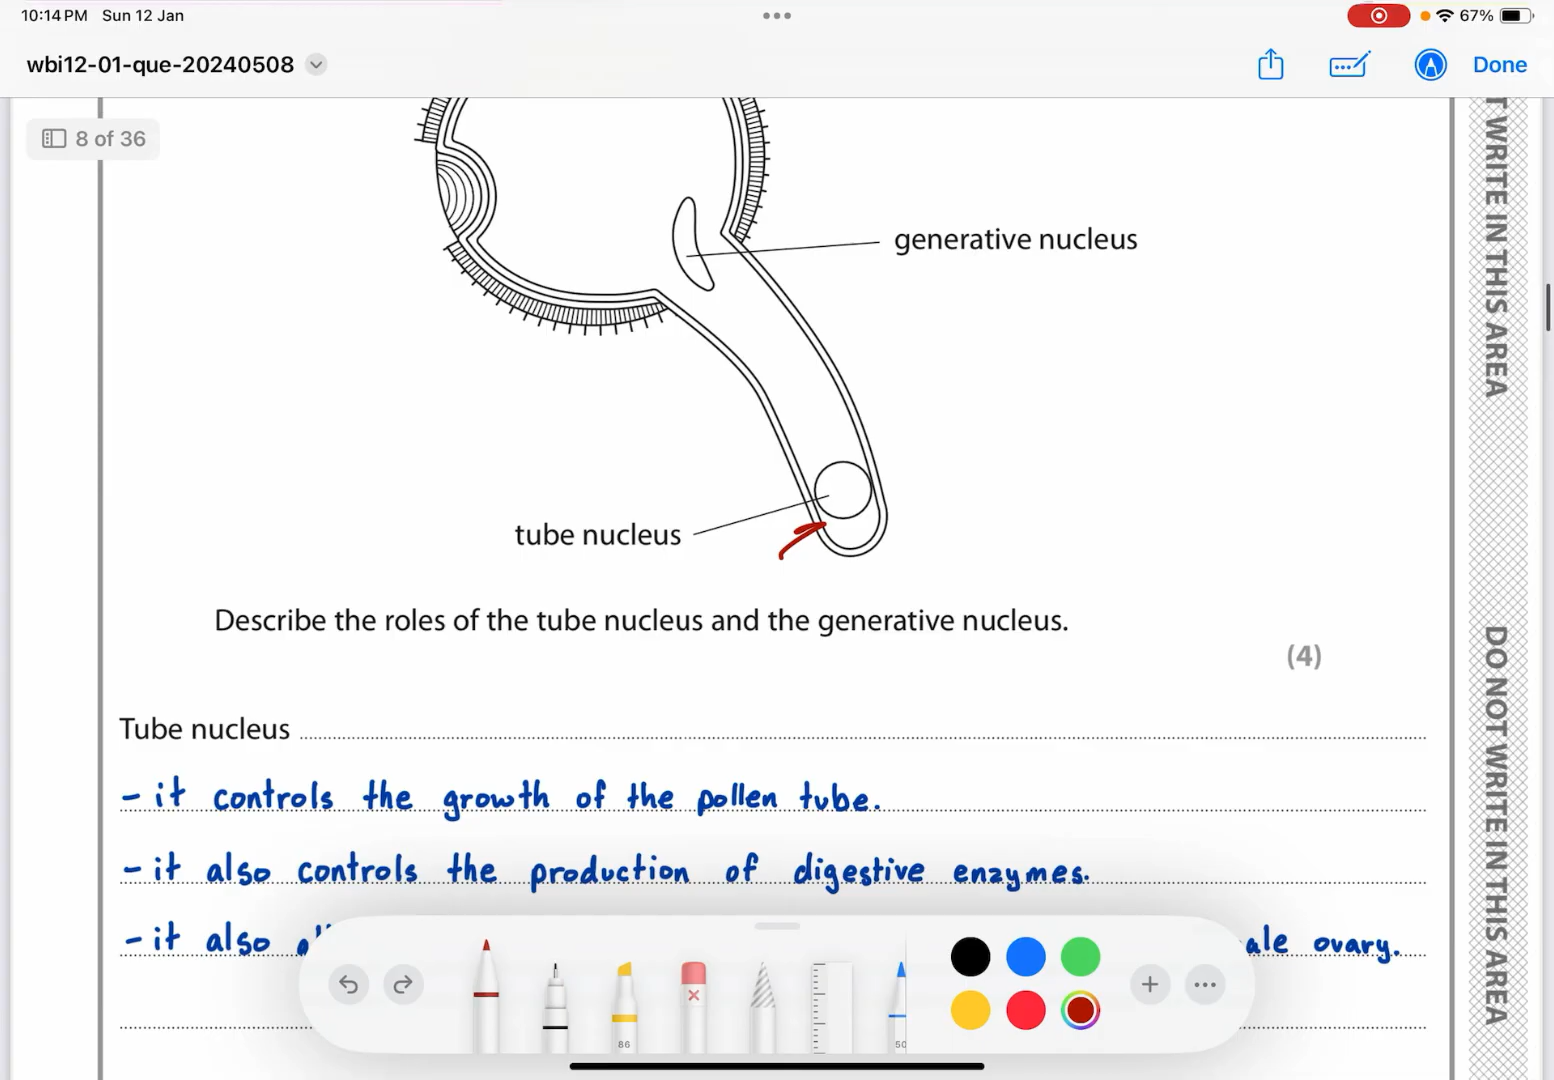 10:14 PM Sun 12 Jan
67%
wbi12-01-que-20240508
Done
8 of 36
generative nucleus
tube nucleus
Describe the roles of the tube nucleus and the generative nucleus.
(4)
Tube nucleus
- it controls the growth of the pollen tube.
- it also controls the production of digestive enzymes.
- it also ovary.
86
50
T WRITE IN THIS AREA
DO NOT WRITE IN THIS AREA